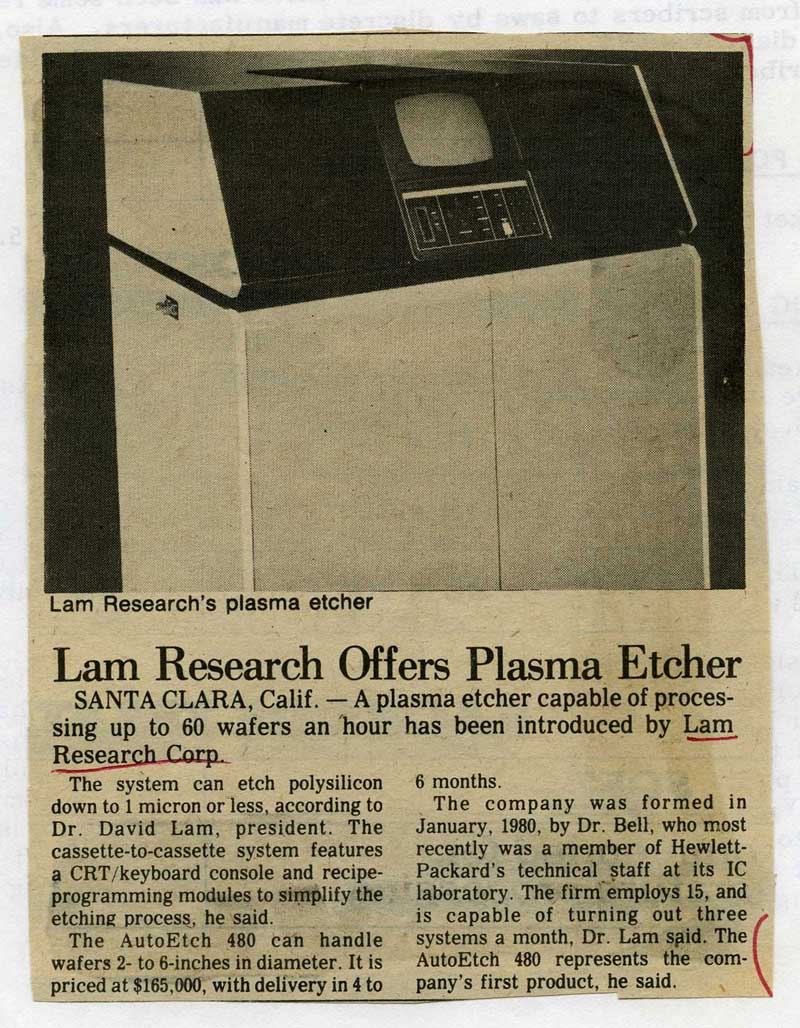 Lam Research's plasma etcher
Lam Research Offers Plasma Etcher
SANTA CLARA, Calif. — A plasma etcher capable of proces-
sing up to 60 wafers an hour has been introduced by Lam
Research Corp.
The system can etch polysilicon
down to 1 micron or less, according to
Dr. David Lam, president. The
cassette-to-cassette system features
a CRT/keyboard console and recipe-
programming modules to simplify the
etching process, he said.
The AutoEtch 480 can handle
wafers 2- to 6-inches in diameter. It is
priced at $165,000, with delivery in 4 to
6 months.
The company was formed in
January, 1980, by Dr. Bell, who most
recently was a member of Hewlett-
Packard's technical staff at its IC
laboratory. The firm employs 15, and
is capable of turning out three
systems a month, Dr. Lam said. The
AutoEtch 480 represents the com-
pany's first product, he said.